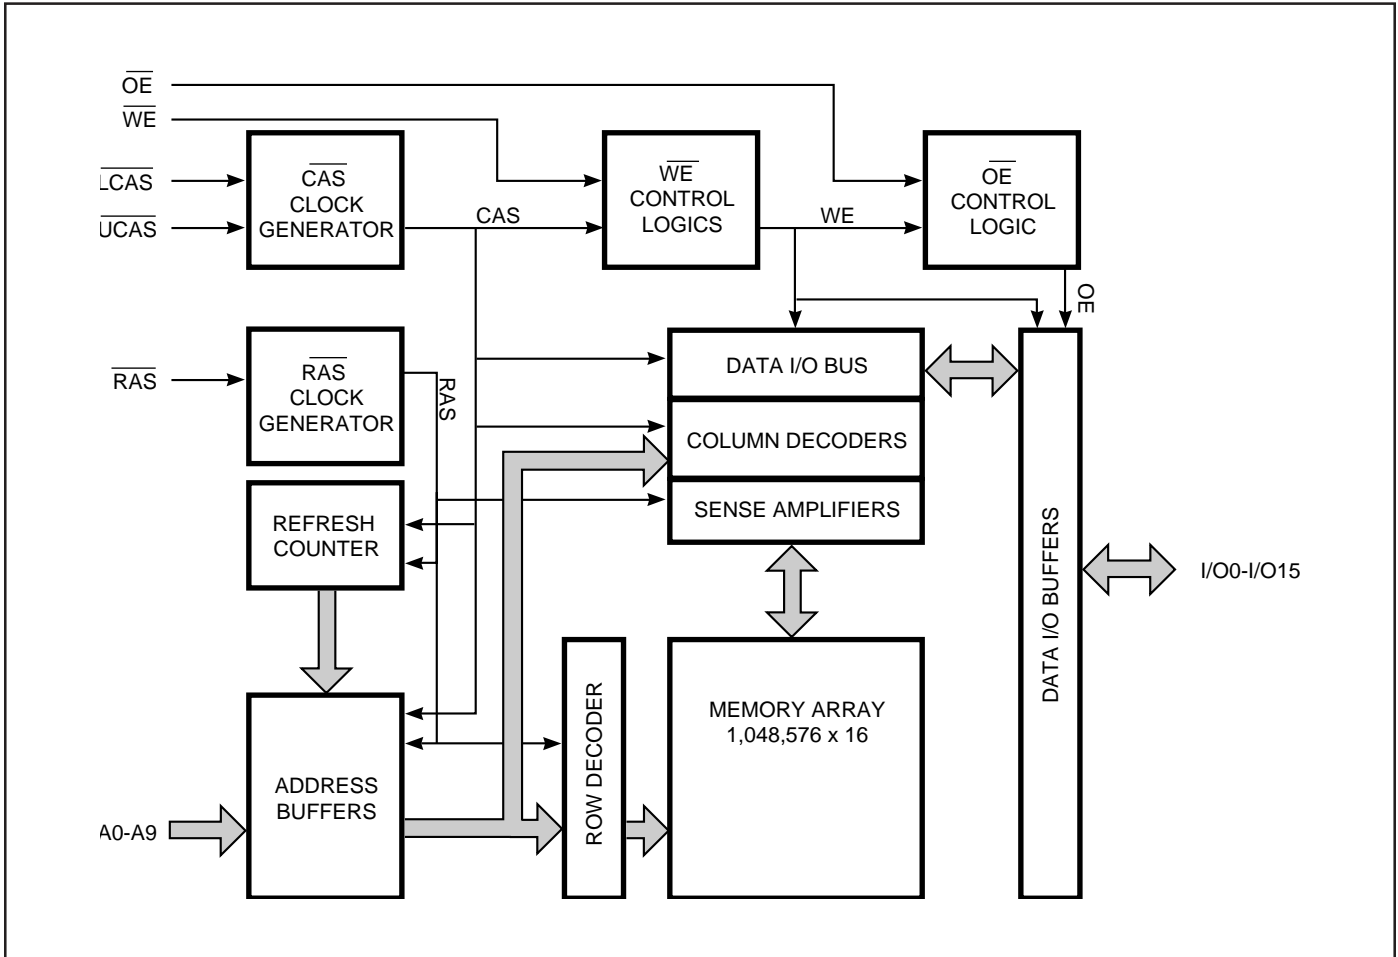 OE
WE
LCAS
UCAS
CAS
CLOCK
GENERATOR
CAS
WE
CONTROL
LOGICS
WE
OE
CONTROL
LOGIC
OE
RAS
RAS
CLOCK
GENERATOR
RAS
DATA I/O BUS
COLUMN DECODERS
SENSE AMPLIFIERS
REFRESH
COUNTER
DATA I/O BUFFERS
I/O0-I/O15
MEMORY ARRAY
1,048,576 x 16
ROW DECODER
ADDRESS
BUFFERS
A0-A9